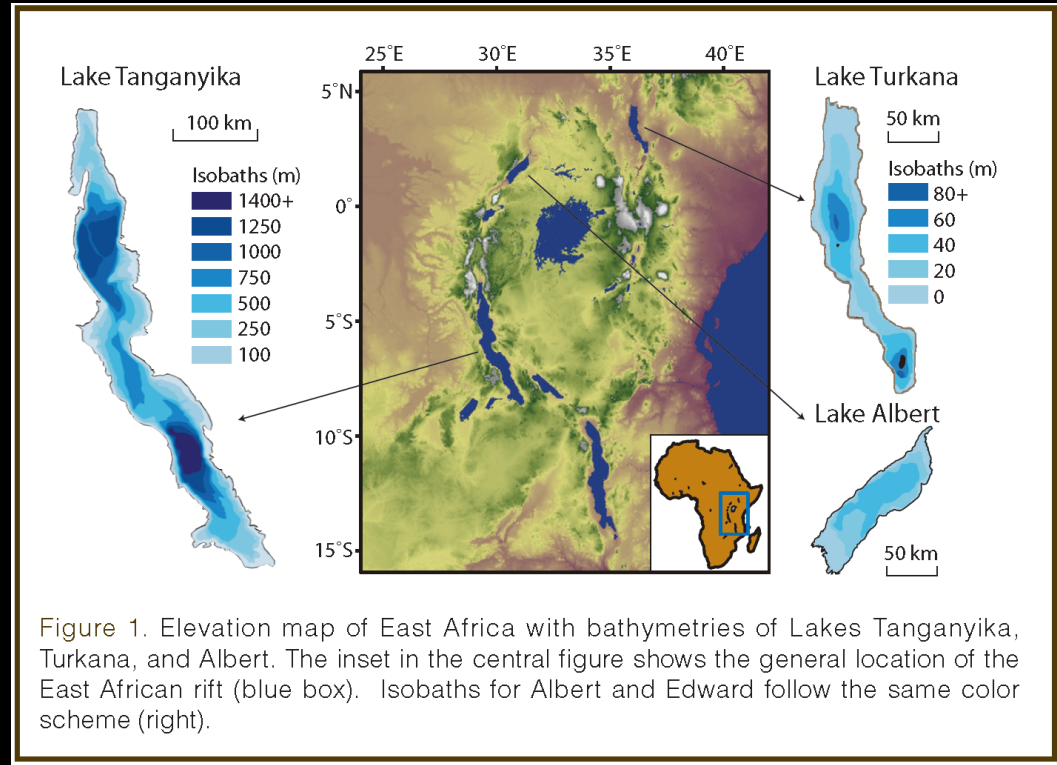 25°E 30°E 35°E 40°E
Lake Tanganyika
100 km
Isobaths (m)
1400+
1250
1000
750
500
250
100
5°N
0°
5°S
10°S
15°S
Lake Turkana
50 km
Isobaths (m)
80+
60
40
20
0
Lake Albert
50 km
Figure 1. Elevation map of East Africa with bathymetries of Lakes Tanganyika,
Turkana, and Albert. The inset in the central figure shows the general location of the
East African rift (blue box). Isobaths for Albert and Edward follow the same color
scheme (right).